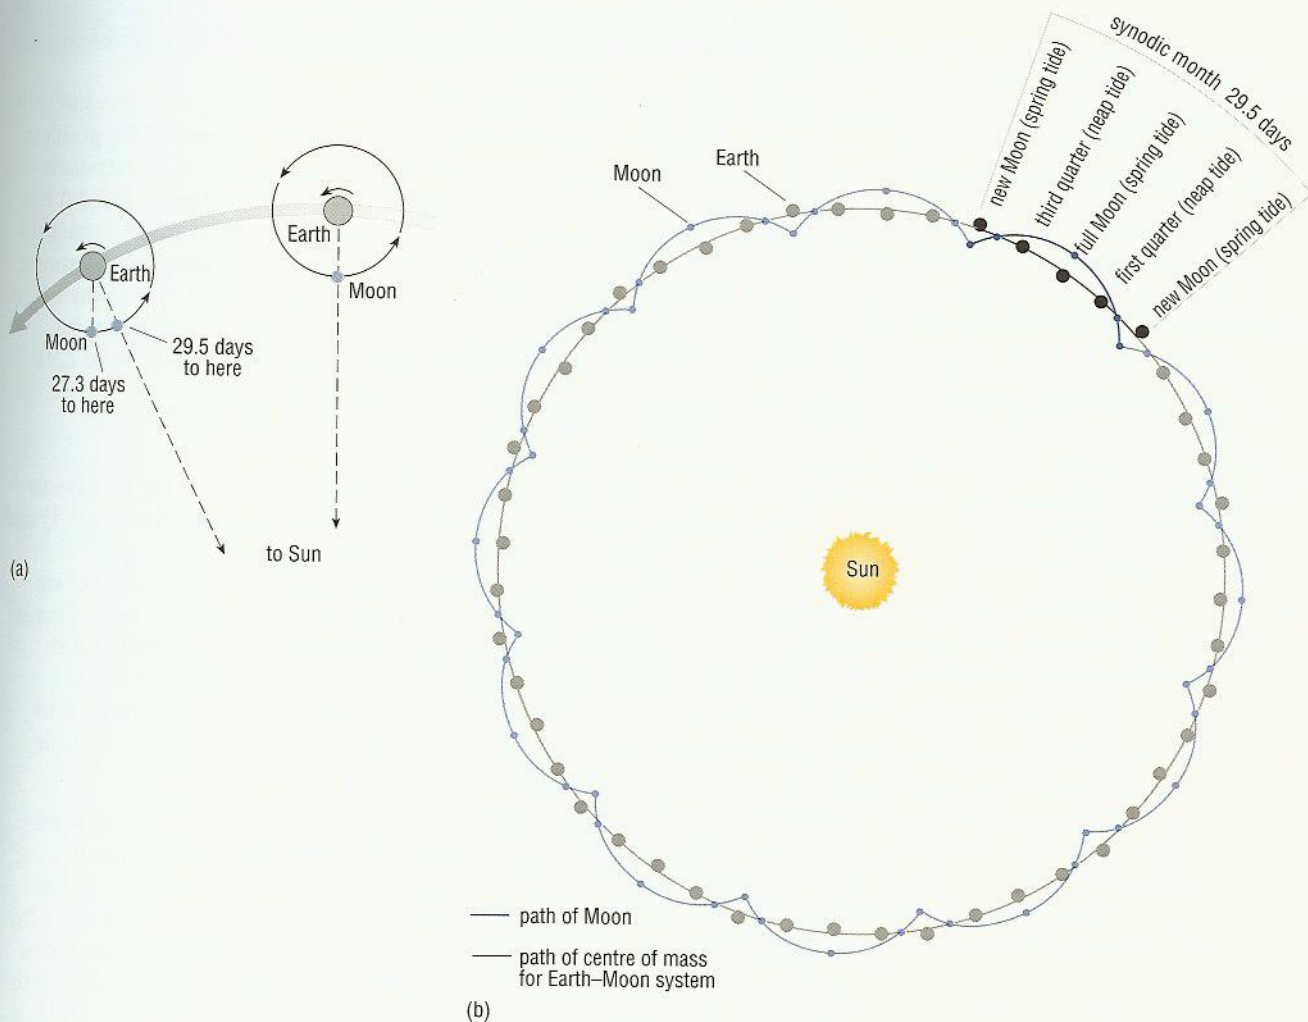 Earth
Moon
Earth
Moon
29.5 days
to here
27.3 days
to here
to Sun
(a)
Moon
Earth
synodic month 29.5 days
new Moon (spring tide)
third quarter (neap tide)
full Moon (spring tide)
first quarter (neap tide)
new Moon (spring tide)
Sun
path of Moon
path of centre of mass
for Earth–Moon system
(b)